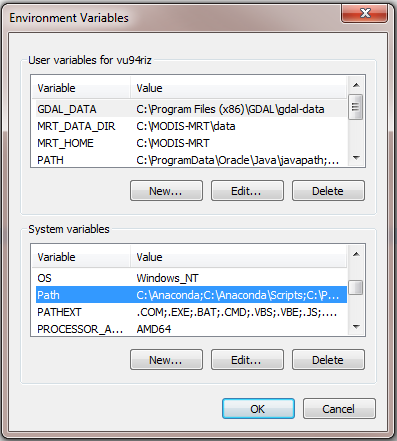 Environment Variables
User variables for vu94riz
Variable Value
GDAL_DATA C:\Program Files (x86)\GDAL\gdal-data
MRT_DATA_DIR C:\MODIS-MRT\data
MRT_HOME C:\MODIS-MRT
PATH C:\ProgramData\Oracle\Java\javapath;...
New... Edit... Delete
System variables
Variable Value
OS Windows_NT
Path C:\Anaconda;C:\Anaconda\Scripts;C:\P...
PATHEXT .COM;.EXE;.BAT;.CMD;.VBS;.VBE;.JS;....
PROCESSOR_A... AMD64
New... Edit... Delete
OK Cancel